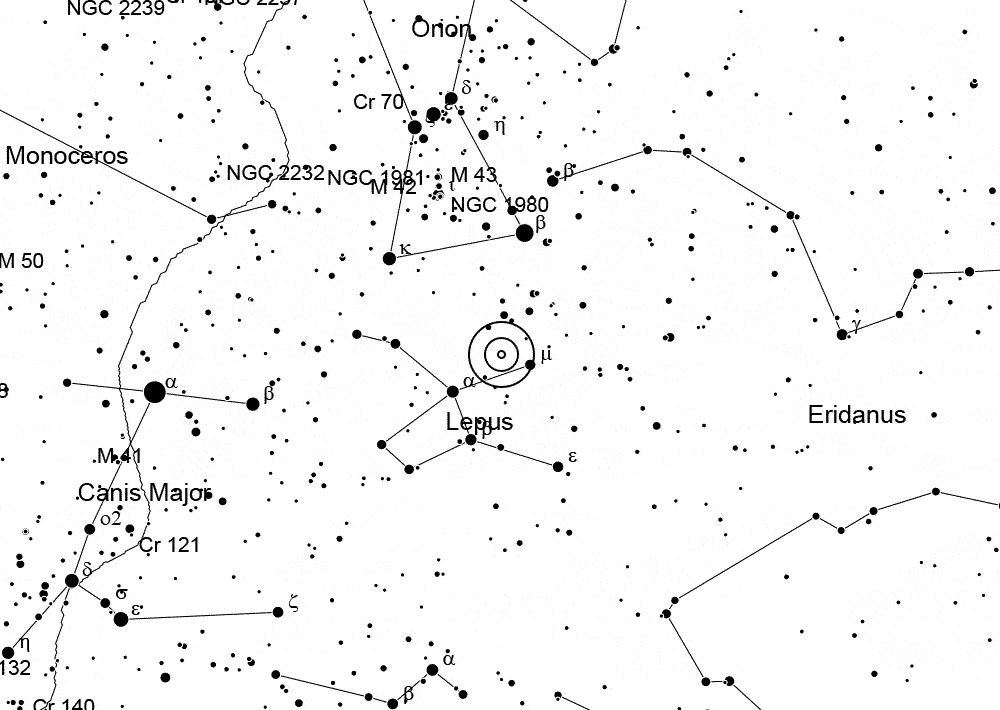 NGC 2239
NGC 2237
Orion
δ
Cr 70
ε
ζ
η
Monoceros
NGC 2232
NGC 1981
M 43
M 42
ι
NGC 1980
β
β
κ
M 50
γ
μ
α
β
α
Eridanus
Lepus
β
ε
M 41
Canis Major
ο2
Cr 121
δ
σ
ε
ζ
η
132
α
β
Cr 140